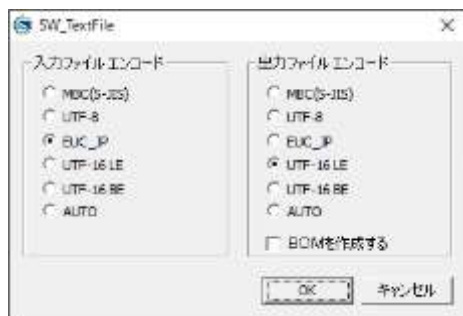 SW_TextFile
入力ファイル エンコード
MBC(S-JIS)
UTF-8
EUC_JP
UTF-16 LE
UTF-16 BE
AUTO
出力ファイル エンコード
MBC(S-JIS)
UTF-8
EUC_JP
UTF-16 LE
UTF-16 BE
AUTO
BOMを作成する
OK
キャンセル